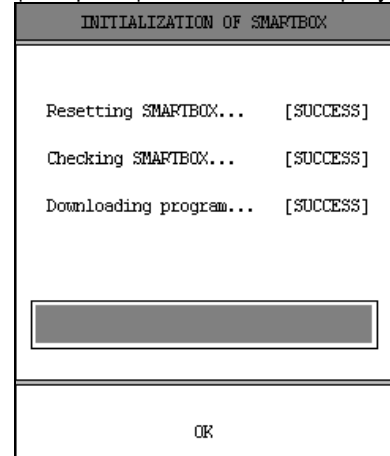 INITIALIZATION OF SMARTBOX
Resetting SMARTBOX... [SUCCESS]
Checking SMARTBOX... [SUCCESS]
Downloading program... [SUCCESS]
OK